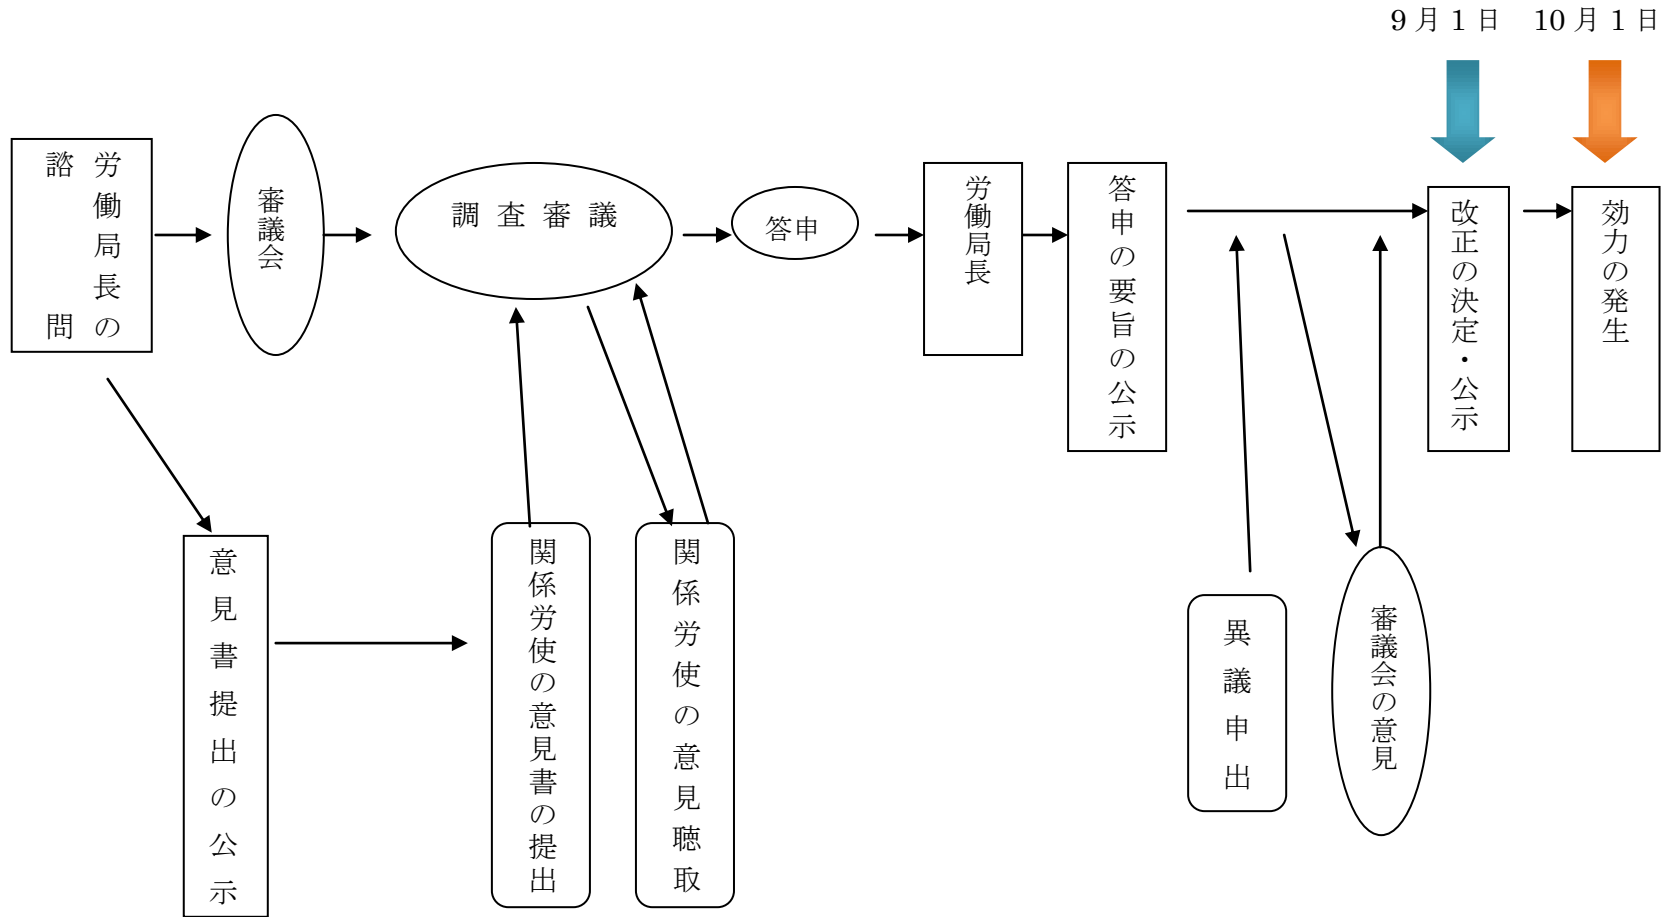 9月1日
10月1日
労働局長の
諮問
審議会
調査審議
答申
労働局長
答申の要旨の公示
改正の決定・公示
効力の発生
意見書提出の公示
関係労使の意見書の提出
関係労使の意見聴取
異議申出
審議会の意見